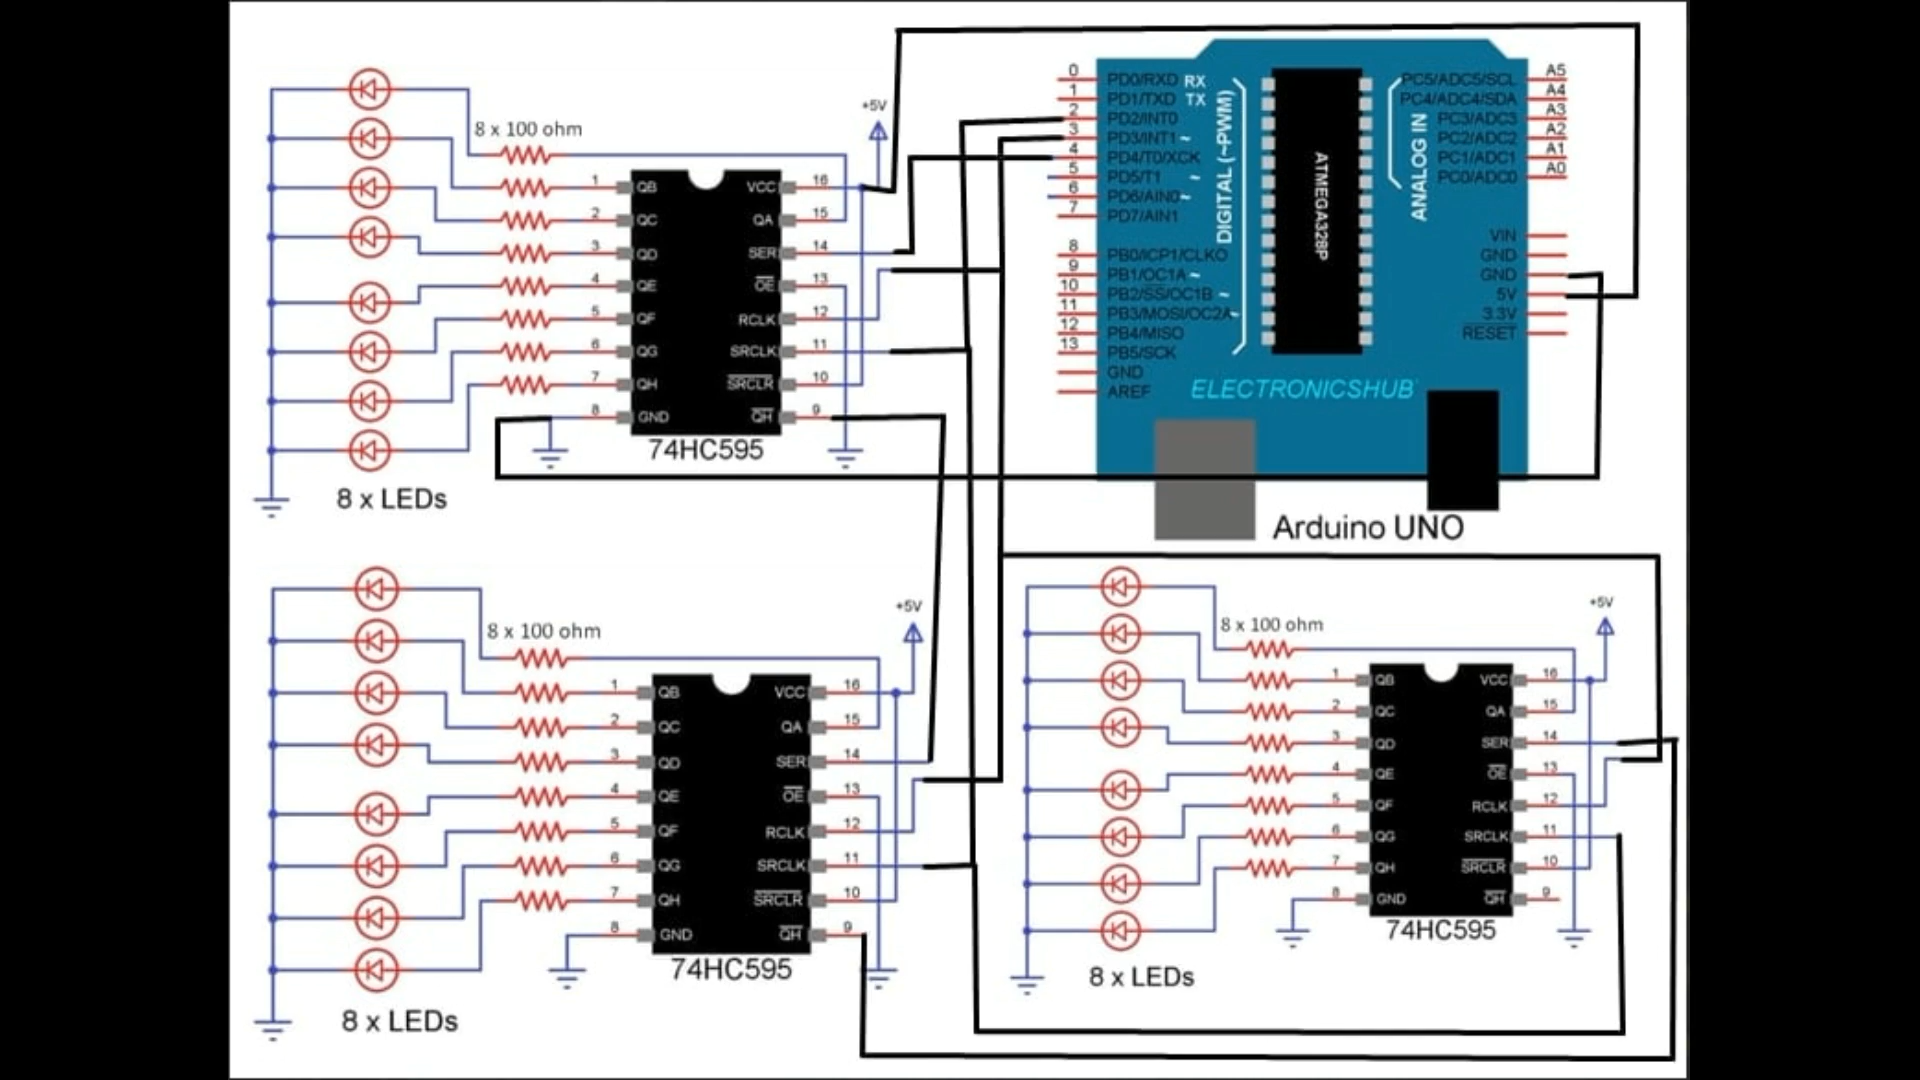 8 x 100 ohm
+5V
1 QB VCC 16
2 QC QA 15
3 QD SER 14
4 QE OE 13
5 QF RCLK 12
6 QG SRCLK 11
7 QH SRCLR 10
8 GND QH 9
74HC595
8 x LEDs
0 PD0/RXD RX
1 PD1/TXD TX
2 PD2/INT0
3 PD3/INT1 ~
4 PD4/T0/XCK
5 PD5/T1 ~
6 PD6/AIN0 ~
7 PD7/AIN1
8 PB0/ICP1/CLKO
9 PB1/OC1A ~
10 PB2/SS/OC1B ~
11 PB3/MOSI/OC2A ~
12 PB4/MISO
13 PB5/SCK
GND
AREF
DIGITAL (~PWM)
ATMEGA328P
ANALOG IN
PC5/ADC5/SCL A5
PC4/ADC4/SDA A4
PC3/ADC3 A3
PC2/ADC2 A2
PC1/ADC1 A1
PC0/ADC0 A0
VIN
GND
GND
5V
3.3V
RESET
ELECTRONICSHUB
Arduino UNO
8 x 100 ohm
+5V
1 QB VCC 16
2 QC QA 15
3 QD SER 14
4 QE OE 13
5 QF RCLK 12
6 QG SRCLK 11
7 QH SRCLR 10
8 GND QH 9
74HC595
8 x LEDs
8 x 100 ohm
+5V
1 QB VCC 16
2 QC QA 15
3 QD SER 14
4 QE OE 13
5 QF RCLK 12
6 QG SRCLK 11
7 QH SRCLR 10
8 GND QH 9
74HC595
8 x LEDs